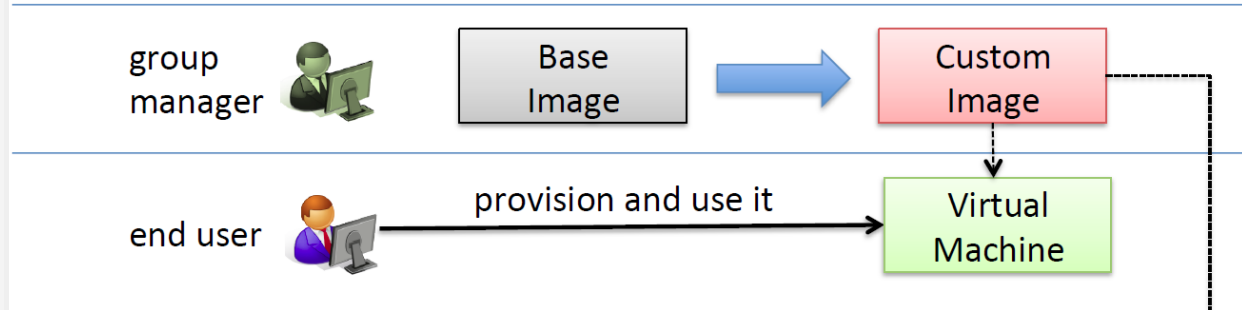 group
manager
Base
Image
Custom
Image
end user
provision and use it
Virtual
Machine